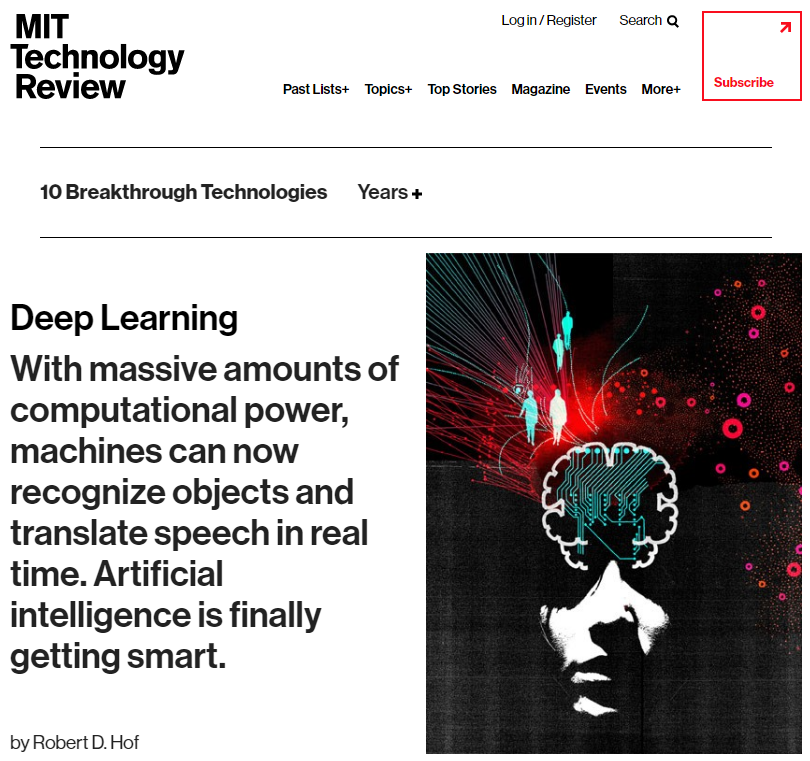 MIT
Technology
Review
Log in / Register
Search
Subscribe
Past Lists+
Topics+
Top Stories
Magazine
Events
More+
10 Breakthrough Technologies
Years +
Deep Learning
With massive amounts of
computational power,
machines can now
recognize objects and
translate speech in real
time. Artificial
intelligence is finally
getting smart.
by Robert D. Hof